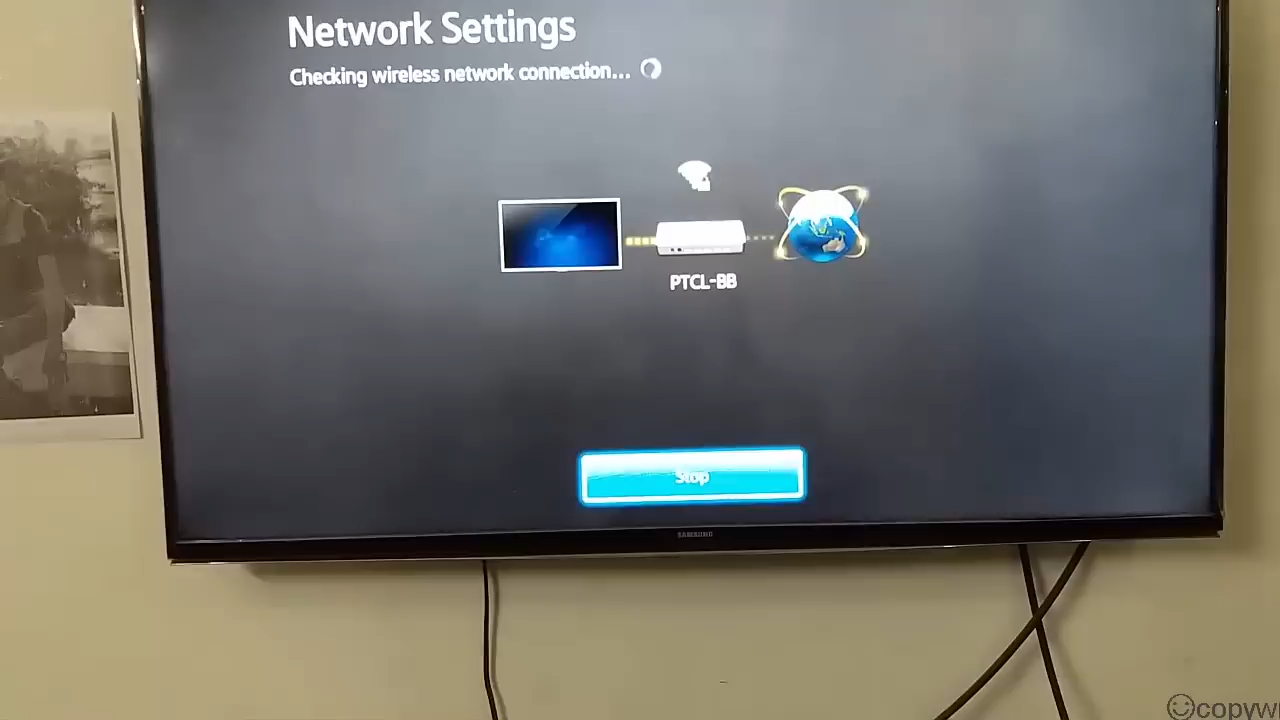 Network Settings
Checking wireless network connection...
PTCL-BB
Stop
SAMSUNG
copyw